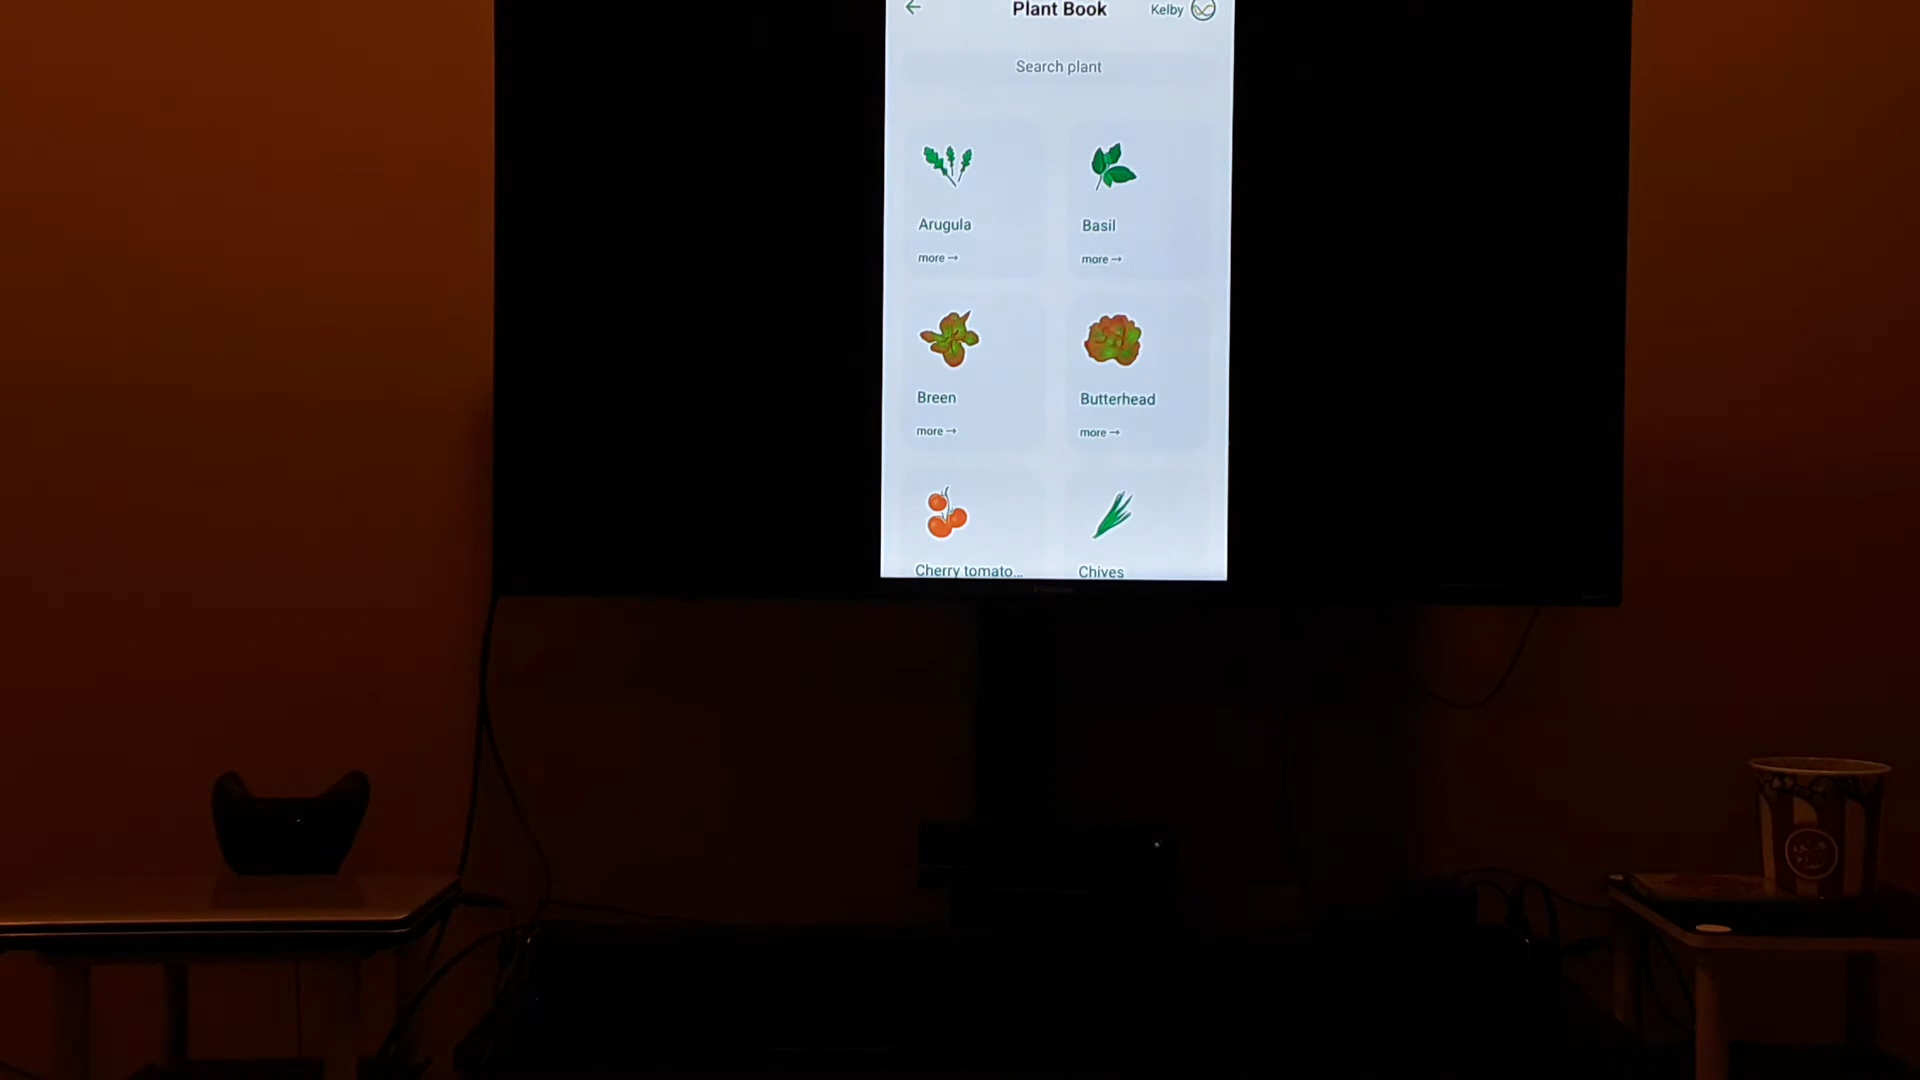 Plant Book
Kelby
Search plant
Arugula
Basil
more →
more →
Breen
Butterhead
more →
more →
Cherry tomato...
Chives